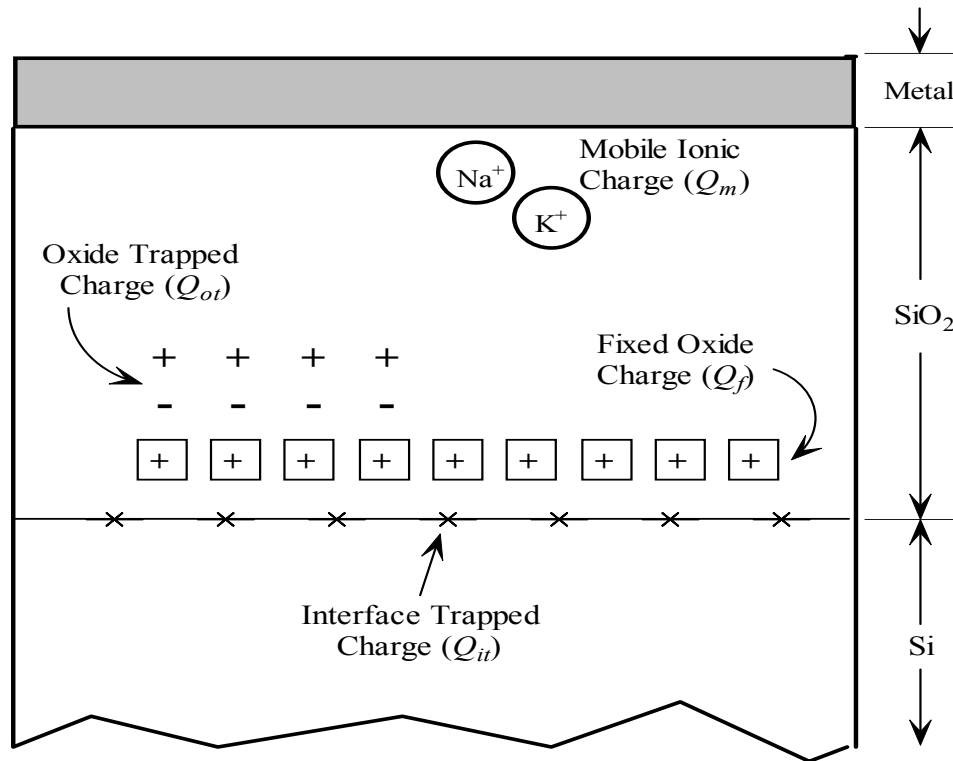 Metal
Mobile Ionic
Charge (Qm)
Na+
K+
Oxide Trapped
Charge (Qot)
SiO2
Fixed Oxide
Charge (Qf)
+ + + +
- - - -
+ + + + + + + + +
Interface Trapped
Charge (Qit)
Si